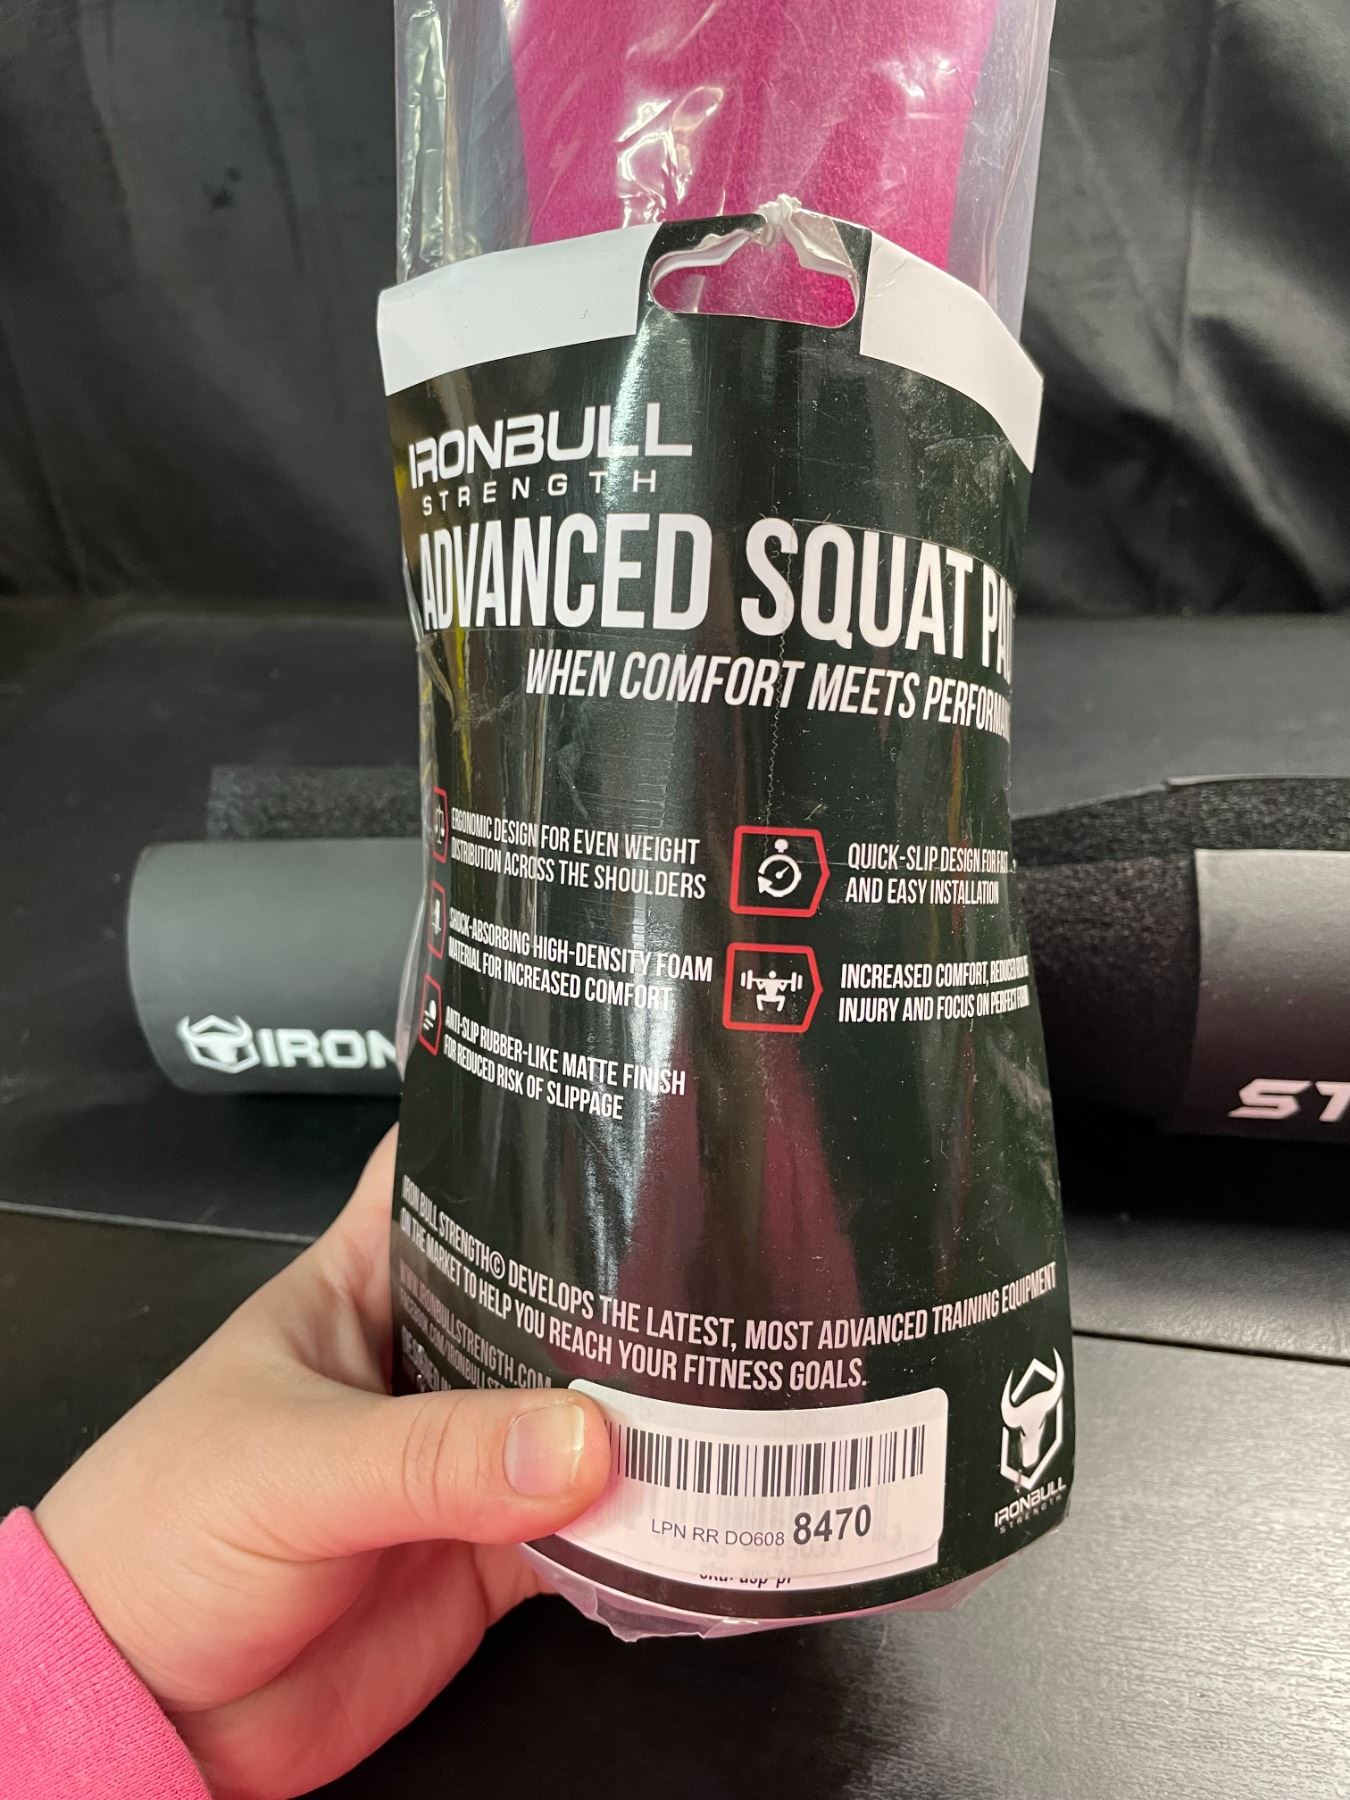 IRONBULL
STRENGTH
ADVANCED SQUAT
WHEN COMFORT MEETS
ERGONOMIC DESIGN FOR EVEN WEIGHT
DISTRIBUTION ACROSS THE SHOULDERS
SHOCK-ABSORBING HIGH-DENSITY FOAM
MATERIAL FOR INCREASED COMFORT
ANTI-SLIP RUBBER-LIKE MATTE FINISH
FOR REDUCED RISK OF SLIPPAGE
QUICK-SLIP DESIGN FOR FAST
AND EASY INSTALLATION
INCREASED COMFORT, REDUCED RISK
INJURY AND FOCUS ON PERFECT FORM
IRON BULL STRENGTH© DEVELOPS THE LATEST, MOST ADVANCED TRAINING EQUIPMENT
ON THE MARKET TO HELP YOU REACH YOUR FITNESS GOALS.
WWW.IRONBULLSTRENGTH.COM
LPN RR DO608 8470
IRONBULL
STRENGTH
IRON
ST